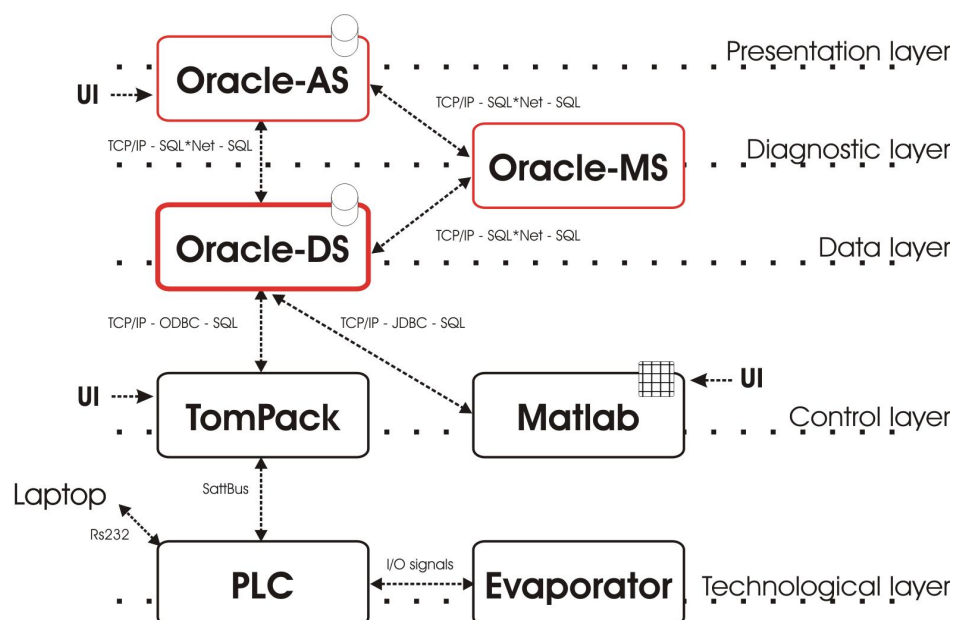 Presentation layer
Oracle-AS
UI
TCP/IP - SQL*Net - SQL
TCP/IP - SQL*Net - SQL
Diagnostic layer
Oracle-MS
Oracle-DS
TCP/IP - SQL*Net - SQL
Data layer
TCP/IP - ODBC - SQL
TCP/IP - JDBC - SQL
UI
UI
TomPack
Matlab
Control layer
SattBus
Laptop
Rs232
I/O signals
PLC
Evaporator
Technological layer